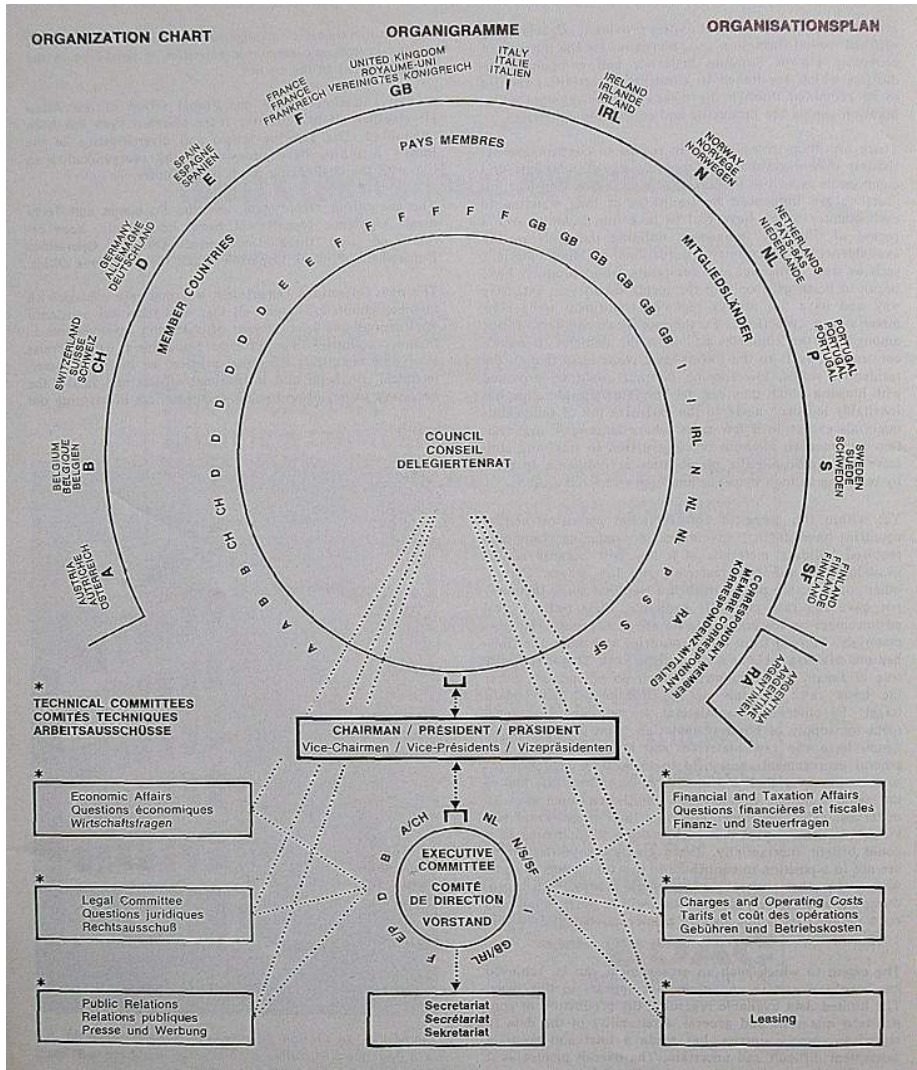 ORGANIZATION CHART
ORGANIGRAMME
ORGANISATIONSPLAN
AUSTRIA
AUTRICHE
ÖSTERREICH
A
BELGIUM
BELGIQUE
BELGIEN
B
SWITZERLAND
SUISSE
SCHWEIZ
CH
GERMANY
ALLEMAGNE
DEUTSCHLAND
D
SPAIN
ESPAGNE
SPANIEN
E
FRANCE
FRANCE
FRANKREICH
F
UNITED KINGDOM
ROYAUME-UNI
VEREINIGTES KÖNIGREICH
GB
ITALY
ITALIE
ITALIEN
I
IRELAND
IRLANDE
IRLAND
IRL
NORWAY
NORVÈGE
NORWEGEN
N
NETHERLANDS
PAYS-BAS
NIEDERLANDE
NL
PORTUGAL
PORTUGAL
PORTUGAL
P
SWEDEN
SUEDE
SCHWEDEN
S
FINLAND
FINLANDE
FINNLAND
SF
ARGENTINA
ARGENTINE
ARGENTINIEN
RA
MEMBER COUNTRIES
PAYS MEMBRES
MITGLIEDSLÄNDER
CORRESPONDENT MEMBER
MEMBRE CORRESPONDANT
KORRESPONDENZ-MITGLIED
A A B B CH CH D D D D D D E E F F F F F F GB GB GB GB GB GB I I IRL N NL NL P S S SF
RA
COUNCIL
CONSEIL
DELEGIERTENRAT
*
TECHNICAL COMMITTEES
COMITÉS TECHNIQUES
ARBEITSAUSSCHÜSSE
CHAIRMAN / PRÉSIDENT / PRÄSIDENT
Vice-Chairmen / Vice-Présidents / Vizepräsidenten
*
Economic Affairs
Questions économiques
Wirtschaftsfragen
*
Financial and Taxation Affairs
Questions financières et fiscales
Finanz- und Steuerfragen
F E/P D B A/CH NL N/S/SF I GB/IRL
EXECUTIVE
COMMITTEE
COMITÉ
DE DIRECTION
VORSTAND
*
Legal Committee
Questions juridiques
Rechtsausschuß
*
Charges and Operating Costs
Tarifs et coût des opérations
Gebühren und Betriebskosten
*
Public Relations
Relations publiques
Presse und Werbung
Secretariat
Secrétariat
Sekretariat
*
Leasing